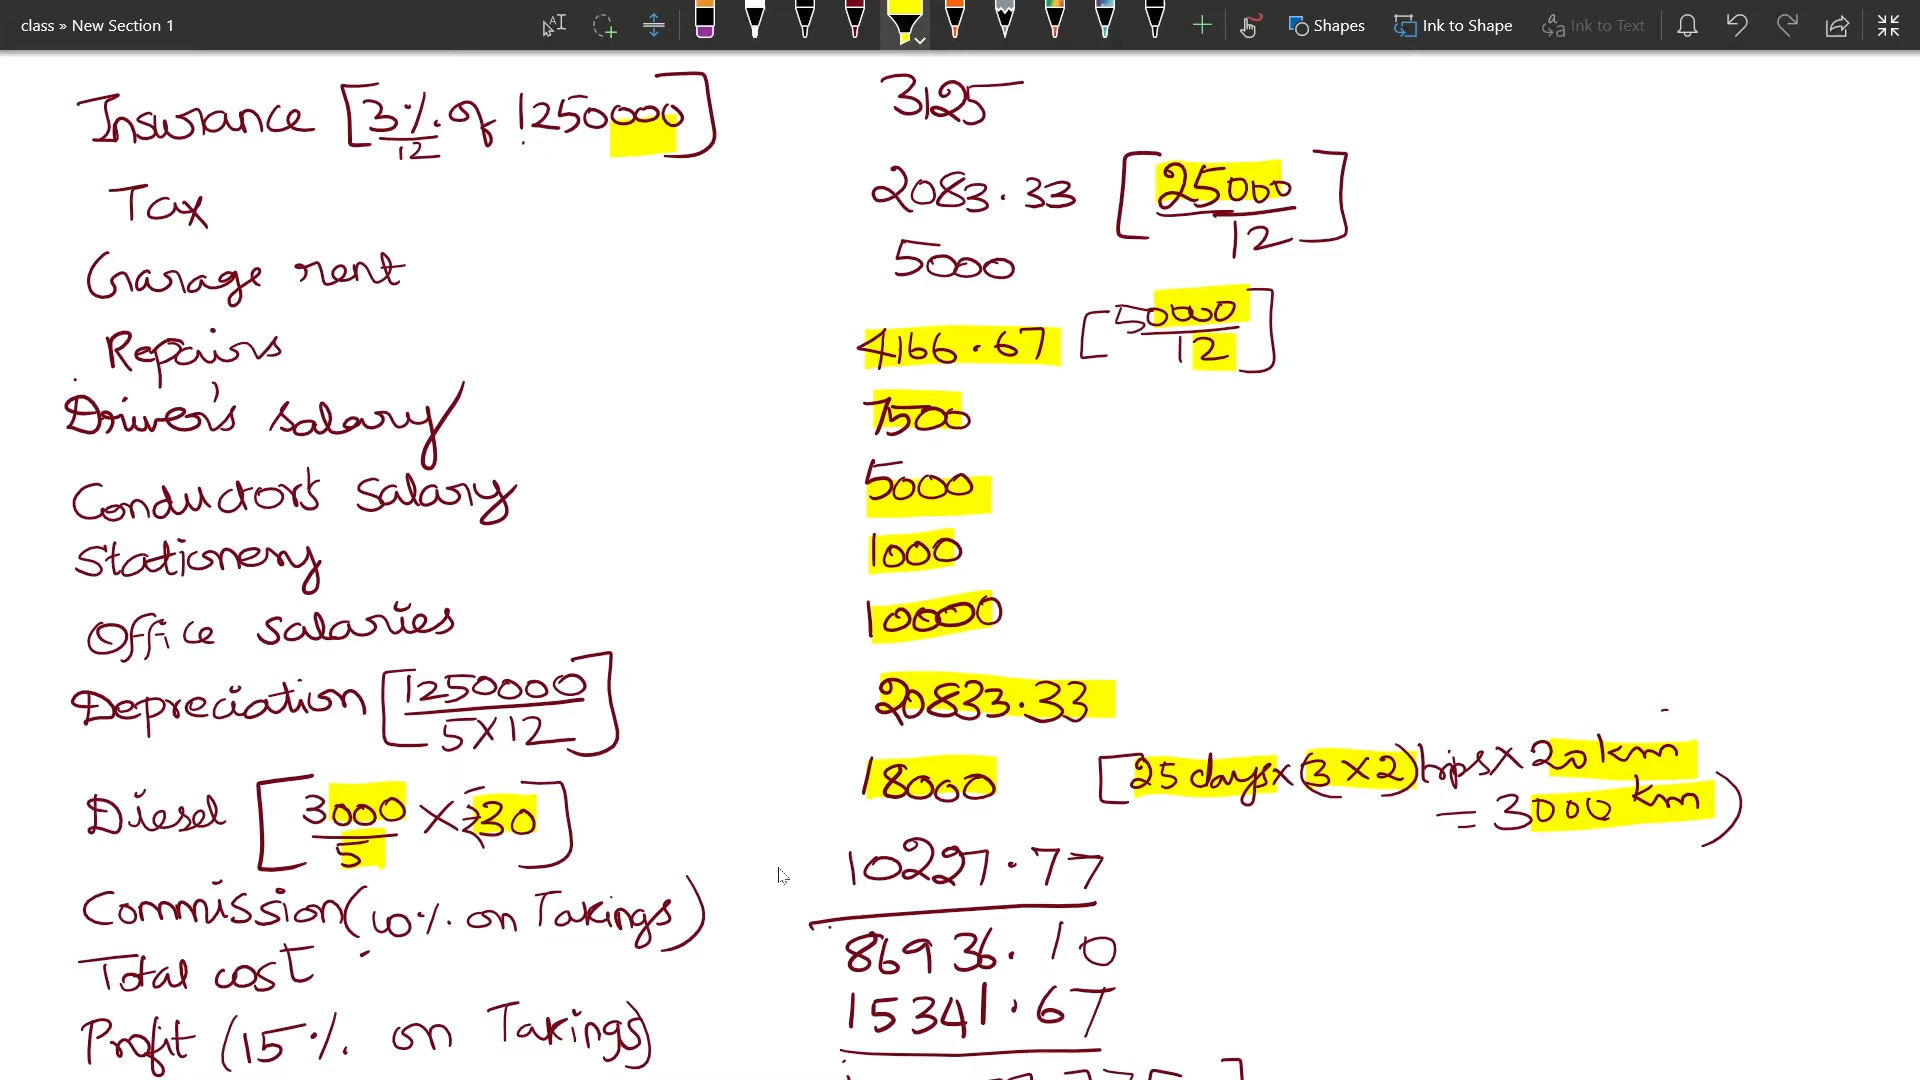 class » New Section 1
Shapes Ink to Shape Ink to Text
Insurance [3%/12 of 1250000] 3125
Tax 2083.33 [25000/12]
Garage rent 5000
Repairs 4166.67 [50000/12]
Driver's salary 7500
Conductor's salary 5000
Stationery 1000
Office salaries 10000
Depreciation [1250000/5X12] 20833.33
Diesel [3000/5 X 30] 18000 [25 days x (3 X 2) trips X 20 km
= 3000 km)
Commission (10% on Takings) 10227.77
Total cost 86936.10
Profit (15% on Takings) 15341.67